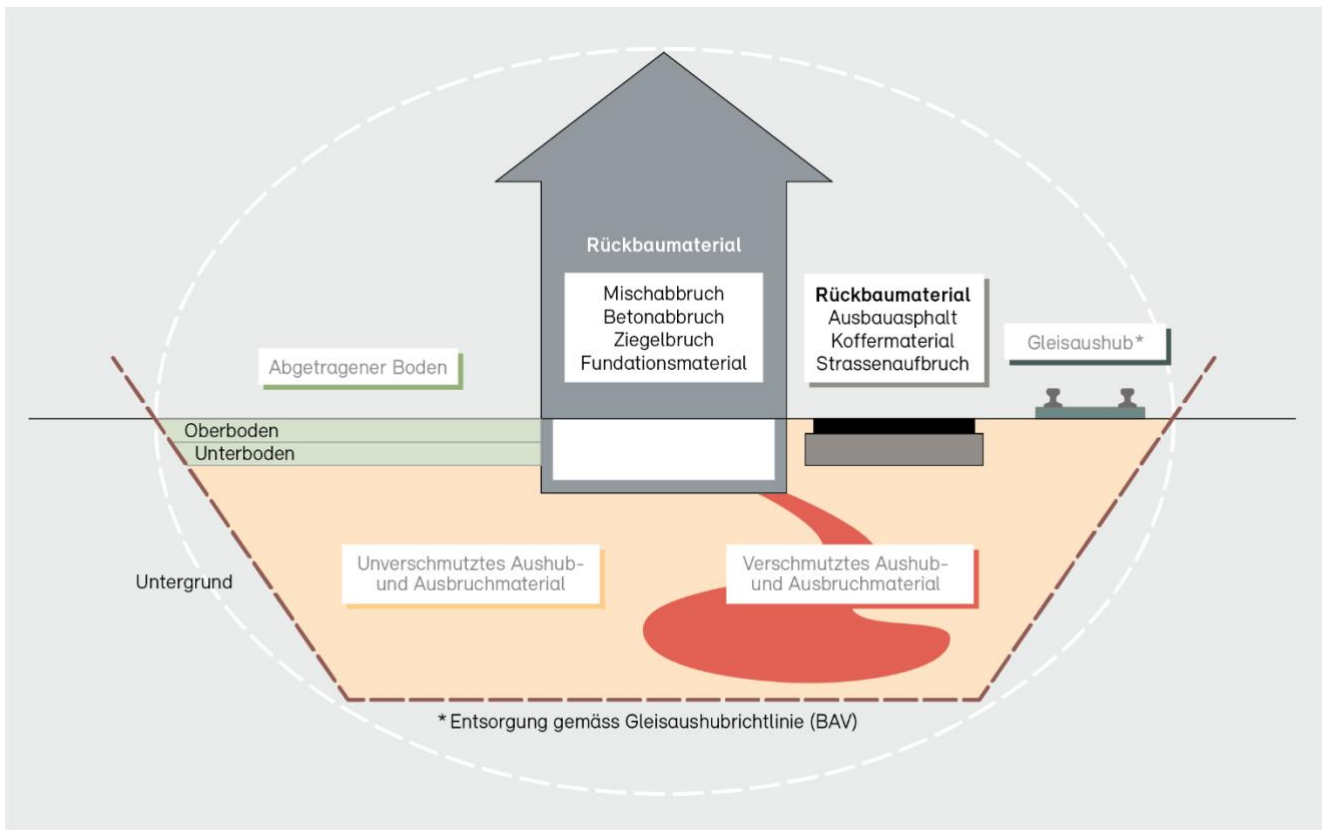 Rückbaumaterial
Mischabbruch
Betonabbruch
Ziegelbruch
Fundationsmaterial
Rückbaumaterial
Ausbauasphalt
Koffermaterial
Strassenaufbruch
Gleisaushub*
Abgetragener Boden
Oberboden
Unterboden
Unverschmutztes Aushub-
und Ausbruchmaterial
Verschmutztes Aushub-
und Ausbruchmaterial
Untergrund
* Entsorgung gemäss Gleisaushubrichtlinie (BAV)